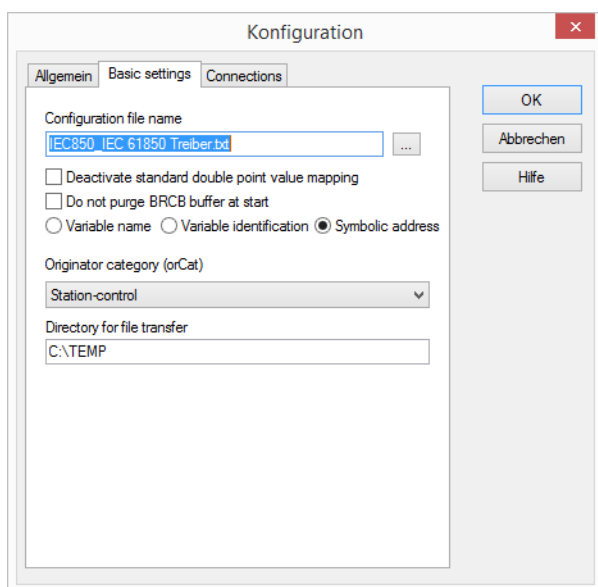 Konfiguration
Allgemein Basic settings Connections
OK
Abbrechen
Hilfe
Configuration file name
IEC850_IEC 61850 Treiber.txt
...
Deactivate standard double point value mapping
Do not purge BRCB buffer at start
Variable name Variable identification Symbolic address
Originator category (orCat)
Station-control
Directory for file transfer
C:\TEMP